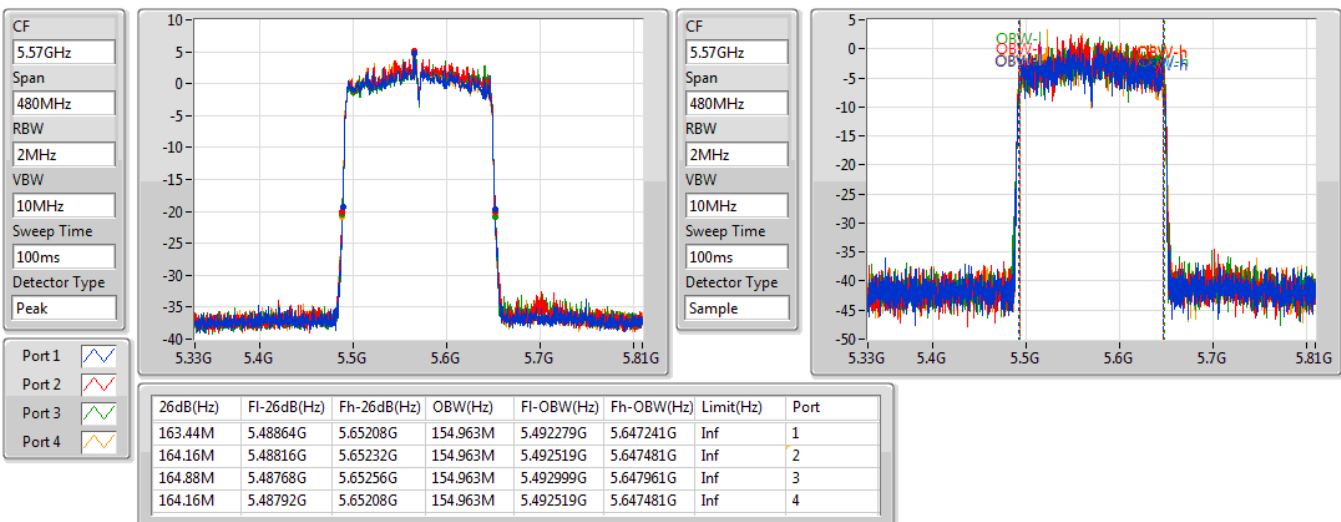 CF
5.57GHz
Span
480MHz
RBW
2MHz
VBW
10MHz
Sweep Time
100ms
Detector Type
Peak
10
5
0
-5
-10
-15
-20
-25
-30
-35
-40
5.33G 5.4G 5.5G 5.6G 5.7G 5.81G
CF
5.57GHz
Span
480MHz
RBW
2MHz
VBW
10MHz
Sweep Time
100ms
Detector Type
Sample
5
0
-5
-10
-15
-20
-25
-30
-35
-40
-45
-50
OBW-l
OBW-h
5.33G 5.4G 5.5G 5.6G 5.7G 5.81G
Port 1
Port 2
Port 3
Port 4
26dB(Hz) Fl-26dB(Hz) Fh-26dB(Hz) OBW(Hz) Fl-OBW(Hz) Fh-OBW(Hz) Limit(Hz) Port
163.44M 5.48864G 5.65208G 154.963M 5.492279G 5.647241G Inf 1
164.16M 5.48816G 5.65232G 154.963M 5.492519G 5.647481G Inf 2
164.88M 5.48768G 5.65256G 154.963M 5.492999G 5.647961G Inf 3
164.16M 5.48792G 5.65208G 154.963M 5.492519G 5.647481G Inf 4